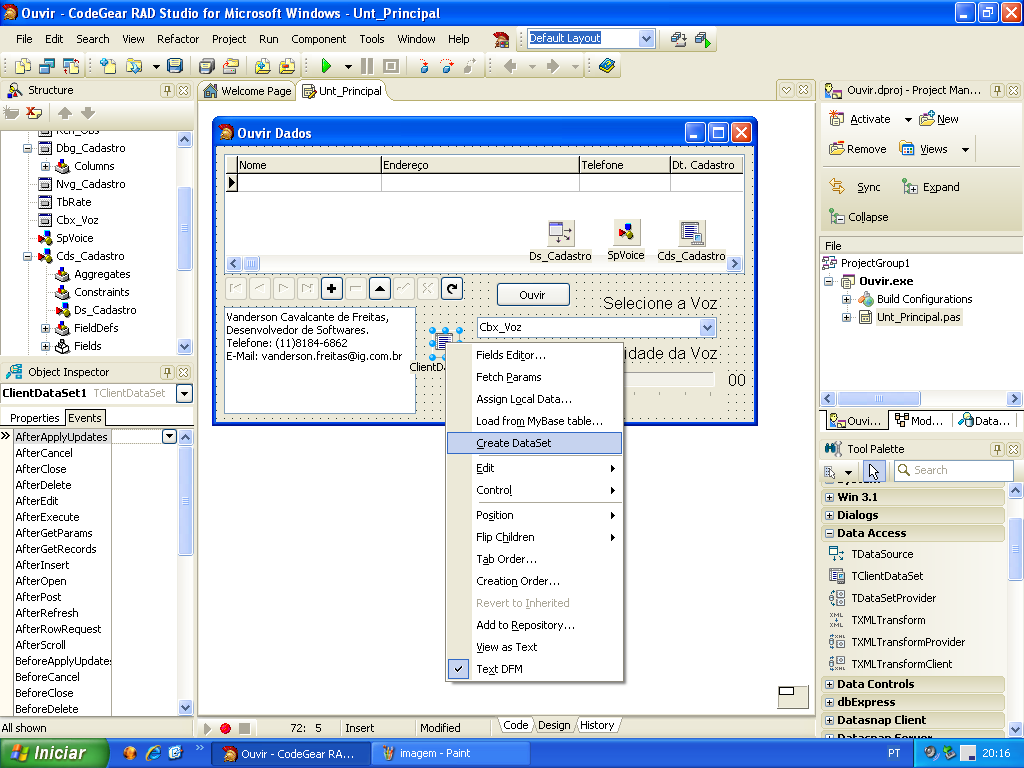 Ouvir - CodeGear RAD Studio for Microsoft Windows - Unt_Principal
File Edit Search View Refactor Project Run Component Tools Window Help
Default Layout
Structure
Rch_Obs
Dbg_Cadastro
Columns
Nvg_Cadastro
TbRate
Cbx_Voz
SpVoice
Cds_Cadastro
Aggregates
Constraints
Ds_Cadastro
FieldDefs
Fields
Object Inspector
ClientDataSet1 TClientDataSet
Properties Events
AfterApplyUpdates
AfterCancel
AfterClose
AfterDelete
AfterEdit
AfterExecute
AfterGetParams
AfterGetRecords
AfterInsert
AfterOpen
AfterPost
AfterRefresh
AfterRowRequest
AfterScroll
BeforeApplyUpdates
BeforeCancel
BeforeClose
BeforeDelete
All shown
Welcome Page Unt_Principal
Ouvir Dados
Nome Endereço Telefone Dt. Cadastro
Ds_Cadastro SpVoice Cds_Cadastro
Ouvir
Selecione a Voz
Cbx_Voz
Vanderson Cavalcante de Freitas,
Desenvolvedor de Softwares.
Telefone: (11)8184-6862
E-Mail: vanderson.freitas@ig.com.br
ClientDa
idade da Voz
00
Fields Editor...
Fetch Params
Assign Local Data...
Load from MyBase table...
Create DataSet
Edit
Control
Position
Flip Children
Tab Order...
Creation Order...
Revert to Inherited
Add to Repository...
View as Text
Text DFM
72: 5 Insert Modified Code Design History
Ouvir.dproj - Project Man...
Activate New
Remove Views
Sync Expand
Collapse
File
ProjectGroup1
Ouvir.exe
Build Configurations
Unt_Principal.pas
Ouvi... Mod... Data...
Tool Palette
Search
System
Win 3.1
Dialogs
Data Access
TDataSource
TClientDataSet
TDataSetProvider
TXMLTransform
TXMLTransformProvider
TXMLTransformClient
Data Controls
dbExpress
Datasnap Client
Datasnap Server
Iniciar
Ouvir - CodeGear RA...
imagem - Paint
PT
20:16